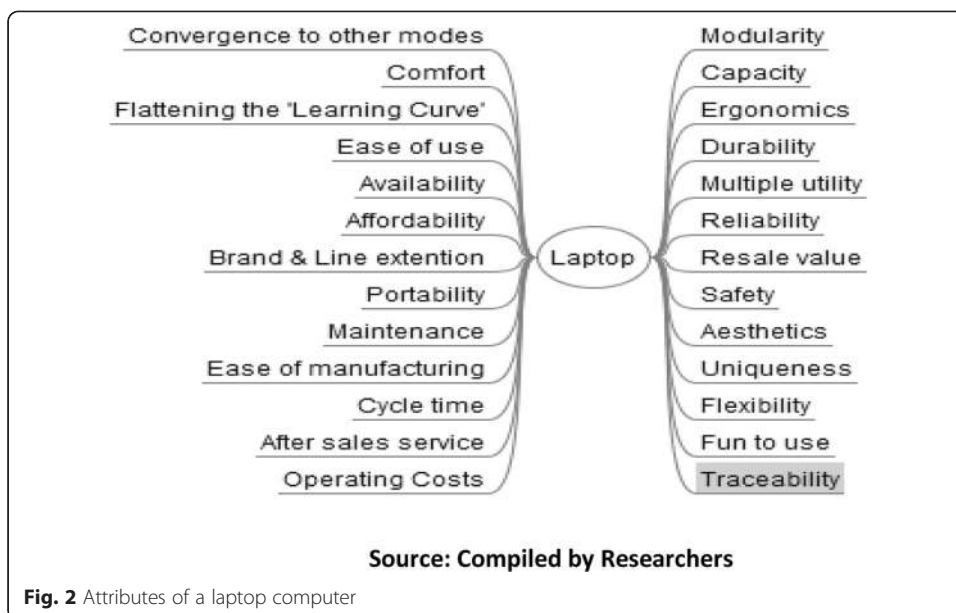 Convergence to other modes
Comfort
Flattening the "Learning Curve"
Ease of use
Availability
Affordability
Brand & Line extention
Portability
Maintenance
Ease of manufacturing
Cycle time
After sales service
Operating Costs
Laptop
Modularity
Capacity
Ergonomics
Durability
Multiple utility
Reliability
Resale value
Safety
Aesthetics
Uniqueness
Flexibility
Fun to use
Traceability
Source: Compiled by Researchers
Fig. 2 Attributes of a laptop computer